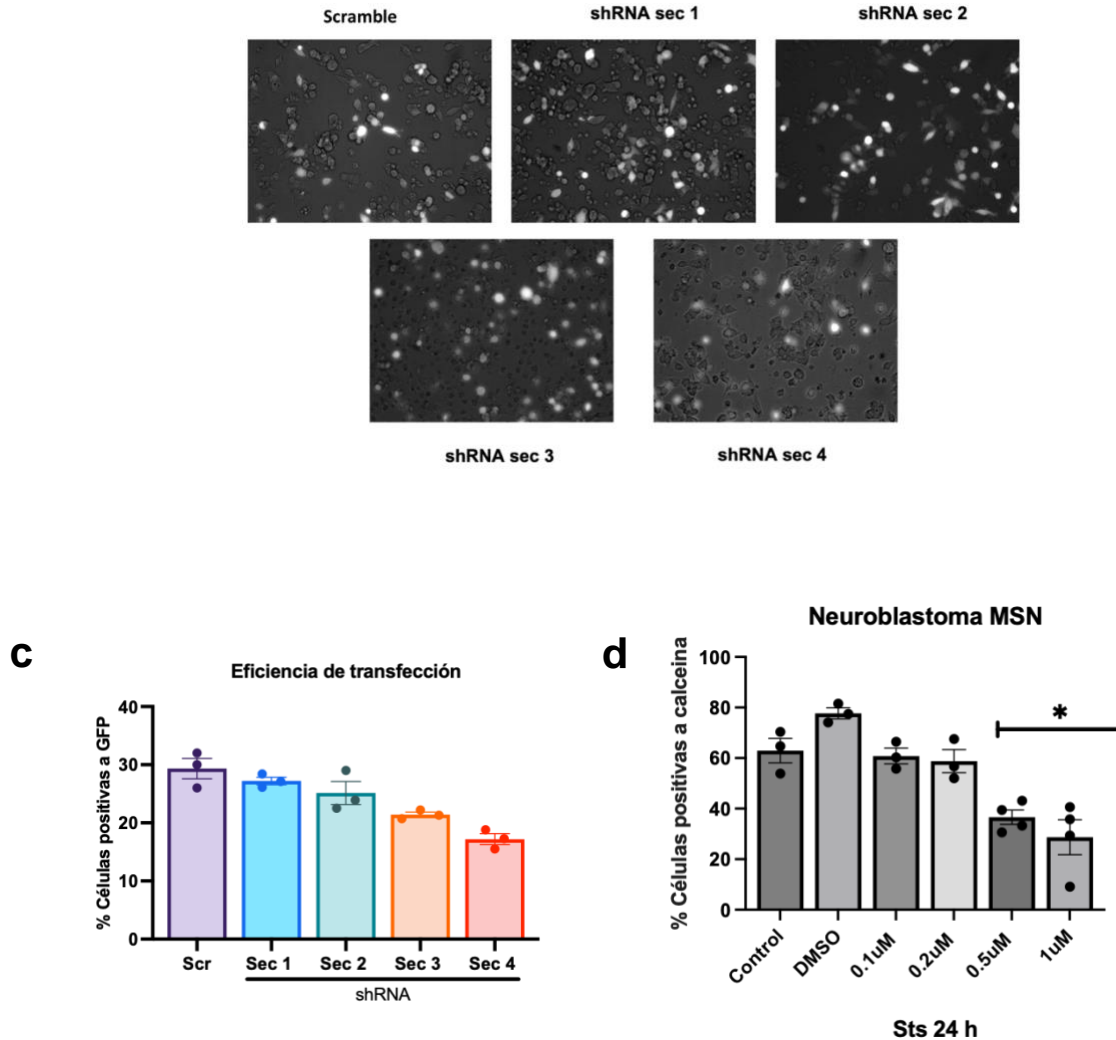 Scramble
shRNA sec 1
shRNA sec 2
shRNA sec 3
shRNA sec 4
c
Eficiencia de transfección
% Células positivas a GFP
40
30
20
10
0
Scr
Sec 1
Sec 2
Sec 3
Sec 4
shRNA
d
Neuroblastoma MSN
% Células positivas a calceina
100
80
60
40
20
0
*
Control
DMSO
0.1uM
0.2uM
0.5uM
1uM
Sts 24 h